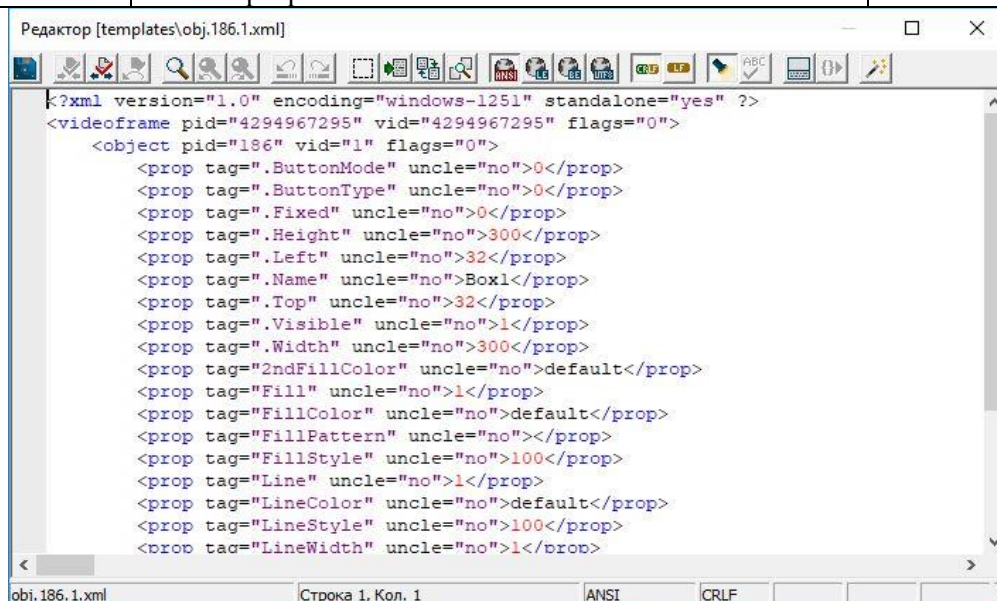 Редактор [templates\obj.186.1.xml]
ABC
ANSI LE BE UTF8 CRLF LF
<?xml version="1.0" encoding="windows-1251" standalone="yes" ?>
<videoframe pid="4294967295" vid="4294967295" flags="0">
<object pid="186" vid="1" flags="0">
<prop tag=".ButtonMode" uncle="no">0</prop>
<prop tag=".ButtonType" uncle="no">0</prop>
<prop tag=".Fixed" uncle="no">0</prop>
<prop tag=".Height" uncle="no">300</prop>
<prop tag=".Left" uncle="no">32</prop>
<prop tag=".Name" uncle="no">Box1</prop>
<prop tag=".Top" uncle="no">32</prop>
<prop tag=".Visible" uncle="no">1</prop>
<prop tag=".Width" uncle="no">300</prop>
<prop tag="2ndFillColor" uncle="no">default</prop>
<prop tag="Fill" uncle="no">1</prop>
<prop tag="FillColor" uncle="no">default</prop>
<prop tag="FillPattern" uncle="no"></prop>
<prop tag="FillStyle" uncle="no">100</prop>
<prop tag="Line" uncle="no">1</prop>
<prop tag="LineColor" uncle="no">default</prop>
<prop tag="LineStyle" uncle="no">100</prop>
<prop tag="LineWidth" uncle="no">1</prop>
obj.186.1.xml Строка 1, Кол. 1 ANSI CRLF